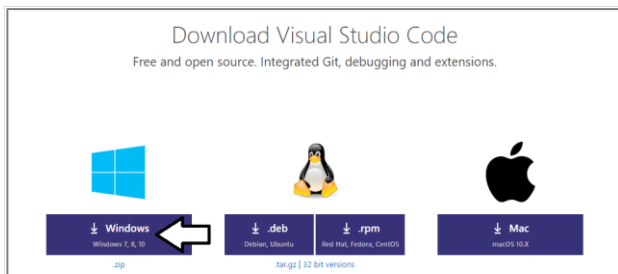 Download Visual Studio Code
Free and open source. Integrated Git, debugging and extensions.
Windows
Windows 7, 8, 10
.zip
.deb
Debian, Ubuntu
.rpm
Red Hat, Fedora, CentOS
.tar.gz | 32 bit versions
Mac
macOS 10.X